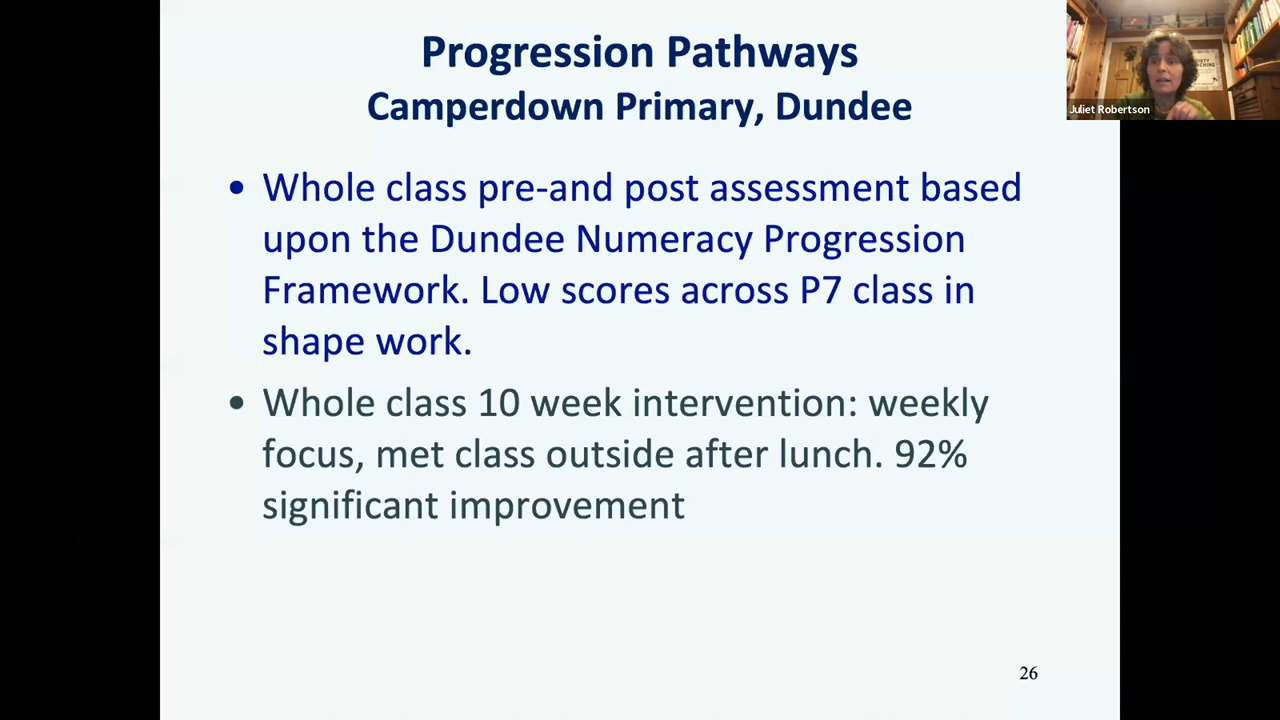 Progression Pathways
Camperdown Primary, Dundee
• Whole class pre-and post assessment based
upon the Dundee Numeracy Progression
Framework. Low scores across P7 class in
shape work.
• Whole class 10 week intervention: weekly
focus, met class outside after lunch. 92%
significant improvement
26
Juliet Robertson